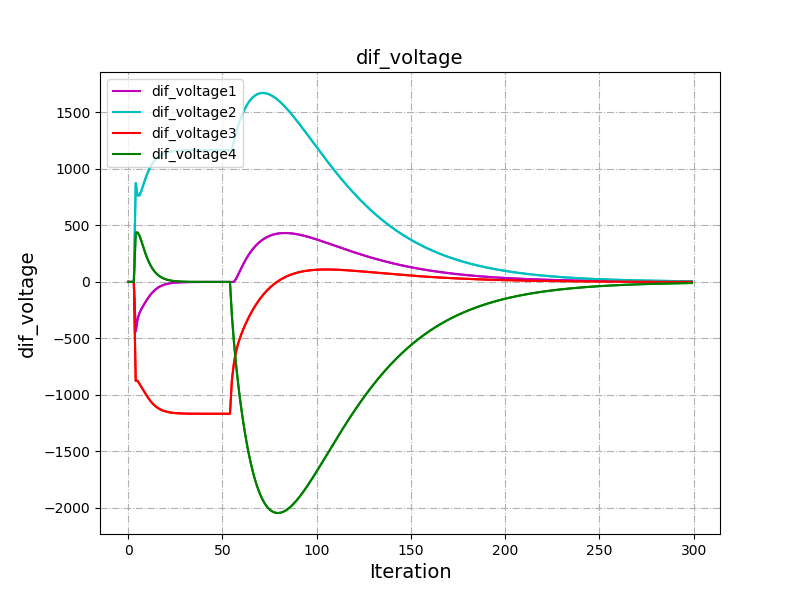 dif_voltage
dif_voltage1
dif_voltage2
dif_voltage3
dif_voltage4
1500
1000
500
0
−500
−1000
−1500
−2000
dif_voltage
0 50 100 150 200 250 300
Iteration